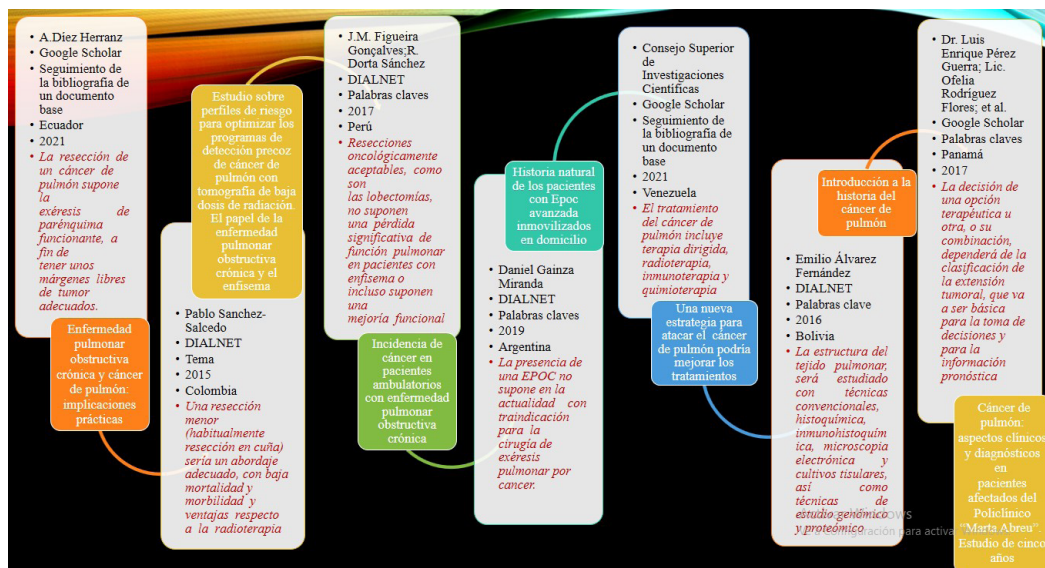 • A.Díez Herranz
• Google Scholar
• Seguimiento de
la bibliografía de
un documento
base
• Ecuador
• 2021
• La resección de
un cáncer de
pulmón supone
la
exéresis de
parénquima
funcionante, a
fin de
tener unos
márgenes libres
de tumor
adecuados.
Enfermedad
pulmonar
obstructiva
crónica y cáncer
de pulmón:
implicaciones
prácticas
Estudio sobre
perfiles de riesgo
para optimizar los
programas de
detección precoz
de cáncer de
pulmón con
tomografía de baja
dosis de radiación.
El papel de la
enfermedad
pulmonar
obstructiva
crónica y el
enfisema
• Pablo Sanchez-
Salcedo
• DIALNET
• Tema
• 2015
• Colombia
• Una resección
menor
(habitualmente
resección en cuña)
sería un abordaje
adecuado, con baja
mortalidad y
morbilidad y
ventajas respecto
a la radioterapia
• J.M. Figueira
Gonçalves;R.
Dorta Sánchez
• DIALNET
• Palabras claves
• 2017
• Perú
• Resecciones
oncológicamente
aceptables, como
son
las lobectomías,
no suponen
una pérdida
significativa de
función pulmonar
en pacientes con
enfisema o
incluso suponen
una
mejoría funcional
Incidencia de
cáncer en
pacientes
ambulatorios
con enfermedad
pulmonar
obstructiva
crónica
Historia natural
de los pacientes
con Epoc
avanzada
inmovilizados en
domicilio
• Daniel Gainza
Miranda
• DIALNET
• Palabras claves
• 2019
• Argentina
• La presencia de
una EPOC no
supone en la
actualidad con
traindicación
para la
cirugía de
exéresis
pulmonar por
cancer.
• Consejo Superior
de
Investigaciones
Científicas
• Google Scholar
• Seguimiento de
la bibliografía de
un documento
base
• 2021
• Venezuela
• El tratamiento
del cáncer de
pulmón incluye
terapia dirigida,
radioterapia,
inmunoterapia y
quimioterapia
Una nueva
estrategia para
atacar el cáncer
de pulmón podría
mejorar los
tratamientos
Introducción a la
historia del
cáncer de
pulmón
• Emilio Álvarez
Fernández
• DIALNET
• Palabras clave
• 2016
• Bolivia
• La estructura del
tejido pulmonar,
será estudiado
con técnicas
convencionales,
histoquímica,
inmunohistoquím
ica, microscopia
electrónica y
cultivos tisulares,
así como
técnicas de
estudio genómico
y proteómico
• Dr. Luis
Enrique Pérez
Guerra; Lic.
Ofelia
Rodríguez
Flores; et al.
• Google Scholar
• Palabras claves
• Panamá
• 2017
• La decisión de
una opción
terapéutica u
otra, o su
combinación,
dependerá de la
clasificación de
la extensión
tumoral, que va
a ser básica
para la toma de
decisiones y
para la
información
pronóstica
Cáncer de
pulmón:
aspectos clínicos
y diagnósticos
en
pacientes
afectados del
Policlínico
"Marta Abreu".
Estudio de cinco
años
Windows
Configuración para activa